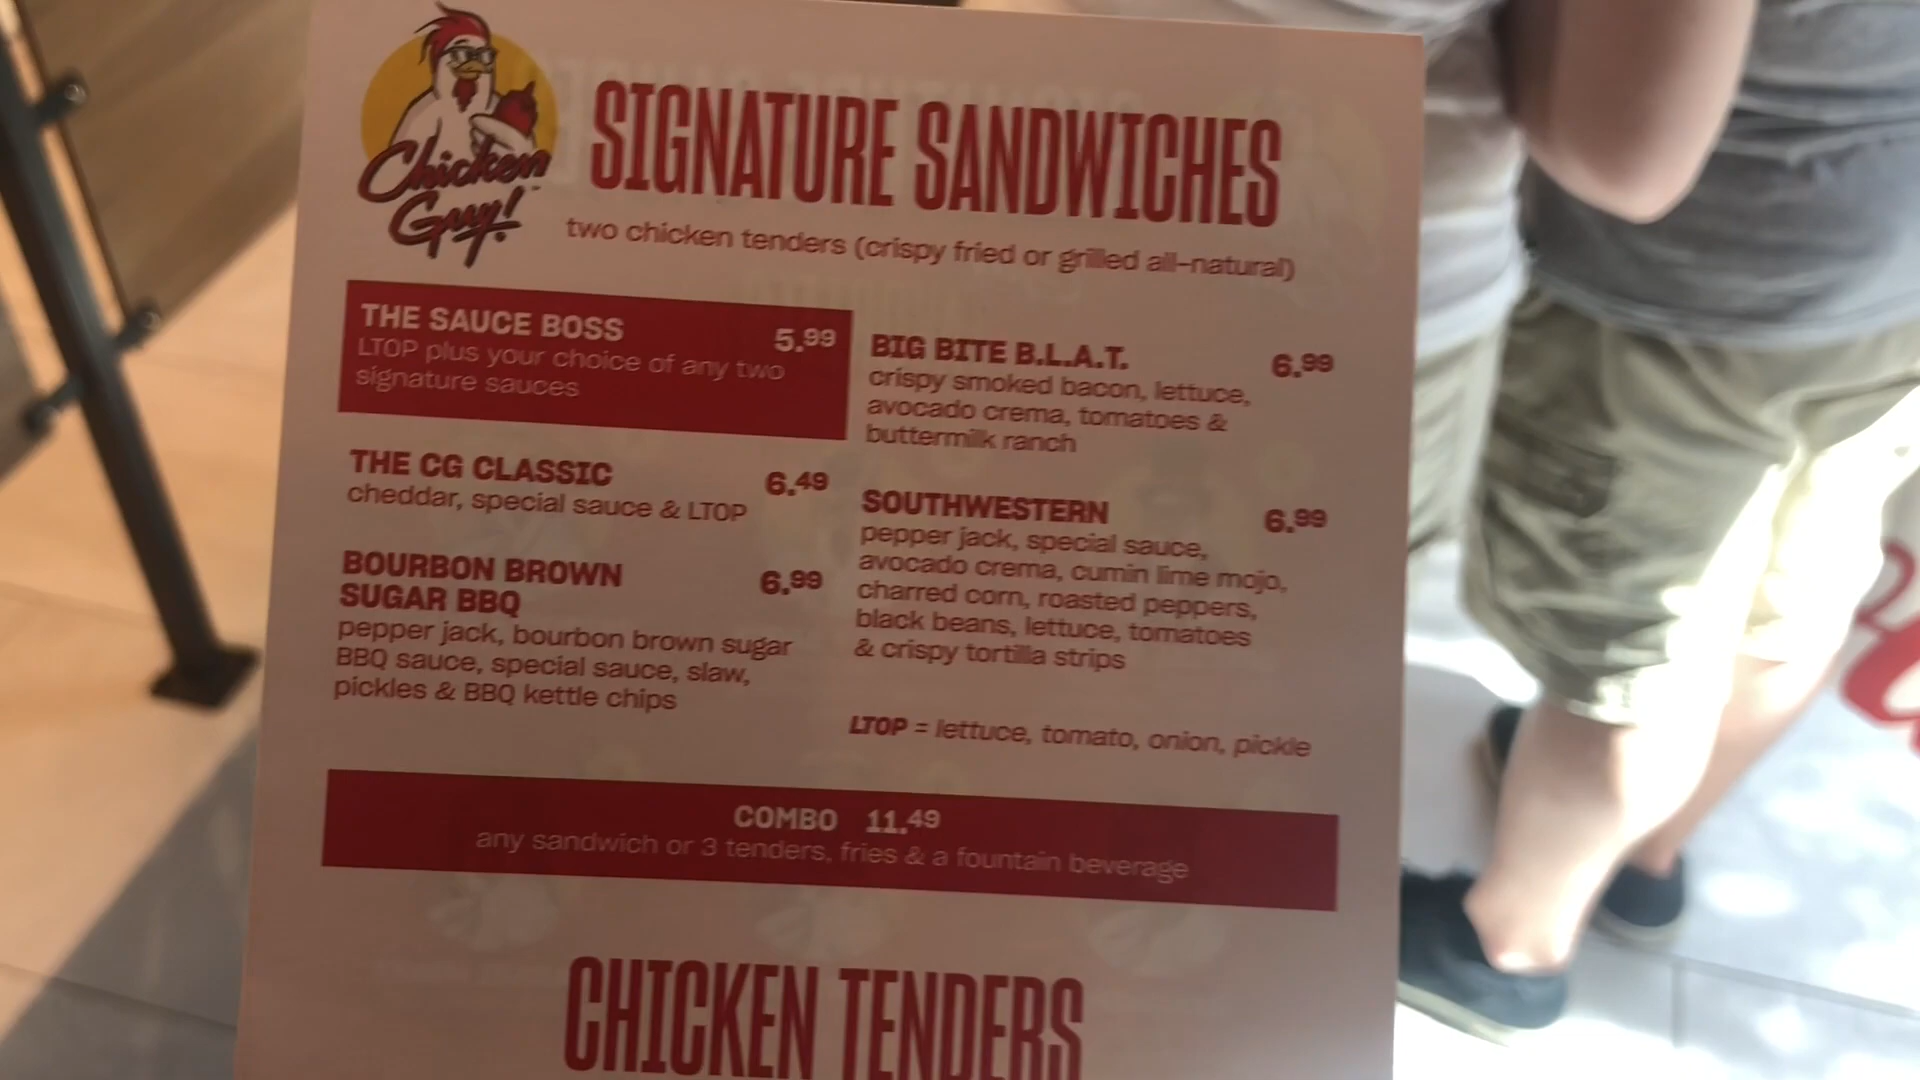 Chicken
Guy!
SIGNATURE SANDWICHES
two chicken tenders (crispy fried or grilled all-natural)
THE SAUCE BOSS 5.99
LTOP plus your choice of any two
signature sauces
THE CG CLASSIC 6.49
cheddar, special sauce & LTOP
BOURBON BROWN
SUGAR BBQ 6.99
pepper jack, bourbon brown sugar
BBQ sauce, special sauce, slaw,
pickles & BBQ kettle chips
BIG BITE B.L.A.T. 6.99
crispy smoked bacon, lettuce,
avocado crema, tomatoes &
buttermilk ranch
SOUTHWESTERN 6.99
pepper jack, special sauce,
avocado crema, cumin lime mojo,
charred corn, roasted peppers,
black beans, lettuce, tomatoes
& crispy tortilla strips
LTOP = lettuce, tomato, onion, pickle
COMBO 11.49
any sandwich or 3 tenders, fries & a fountain beverage
CHICKEN TENDERS